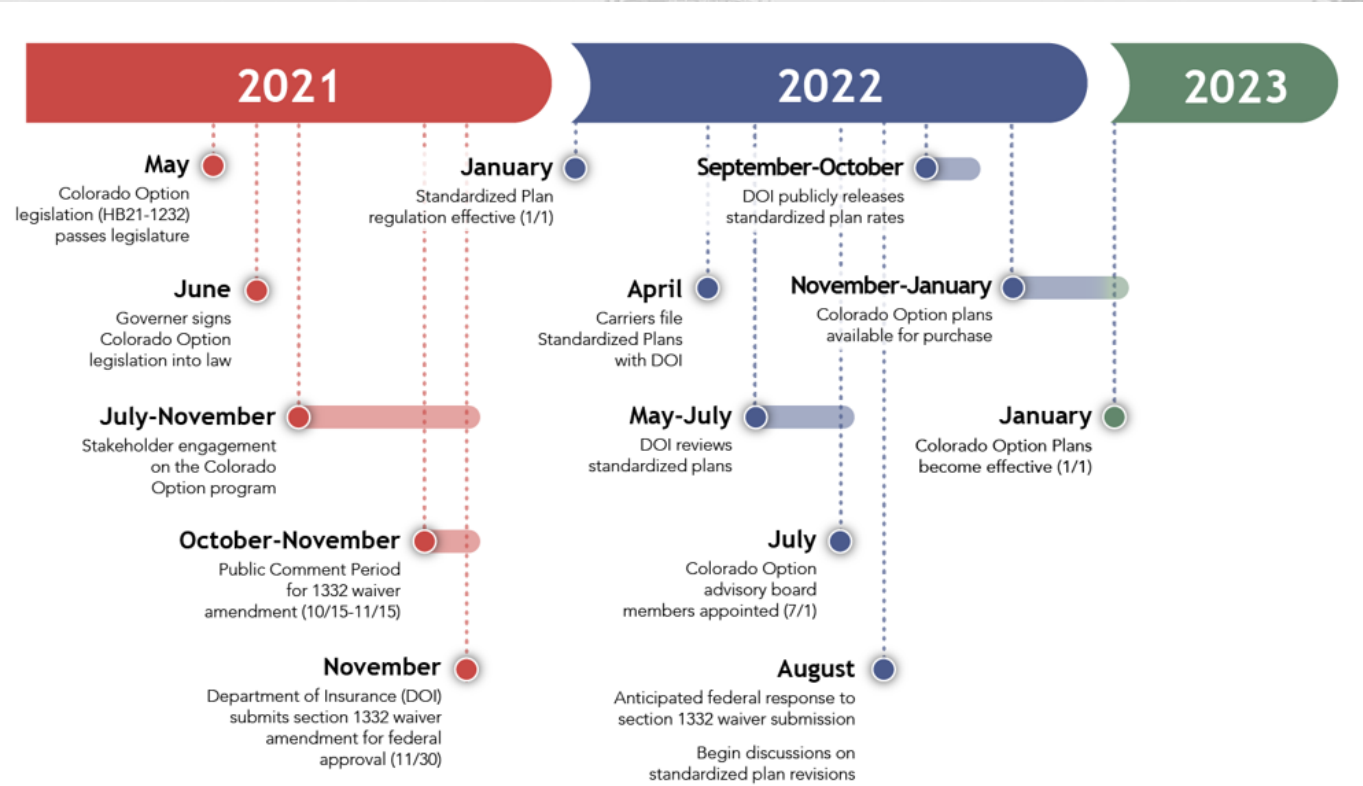 2021
2022
2023
May
Colorado Option
legislation (HB21-1232)
passes legislature
June
Governer signs
Colorado Option
legislation into law
July-November
Stakeholder engagement
on the Colorado
Option program
October-November
Public Comment Period
for 1332 waiver
amendment (10/15-11/15)
November
Department of Insurance (DOI)
submits section 1332 waiver
amendment for federal
approval (11/30)
January
Standardized Plan
regulation effective (1/1)
April
Carriers file
Standardized Plans
with DOI
May-July
DOI reviews
standardized plans
July
Colorado Option
advisory board
members appointed (7/1)
August
Anticipated federal response to
section 1332 waiver submission
Begin discussions on
standardized plan revisions
September-October
DOI publicly releases
standardized plan rates
November-January
Colorado Option plans
available for purchase
January
Colorado Option Plans
become effective (1/1)